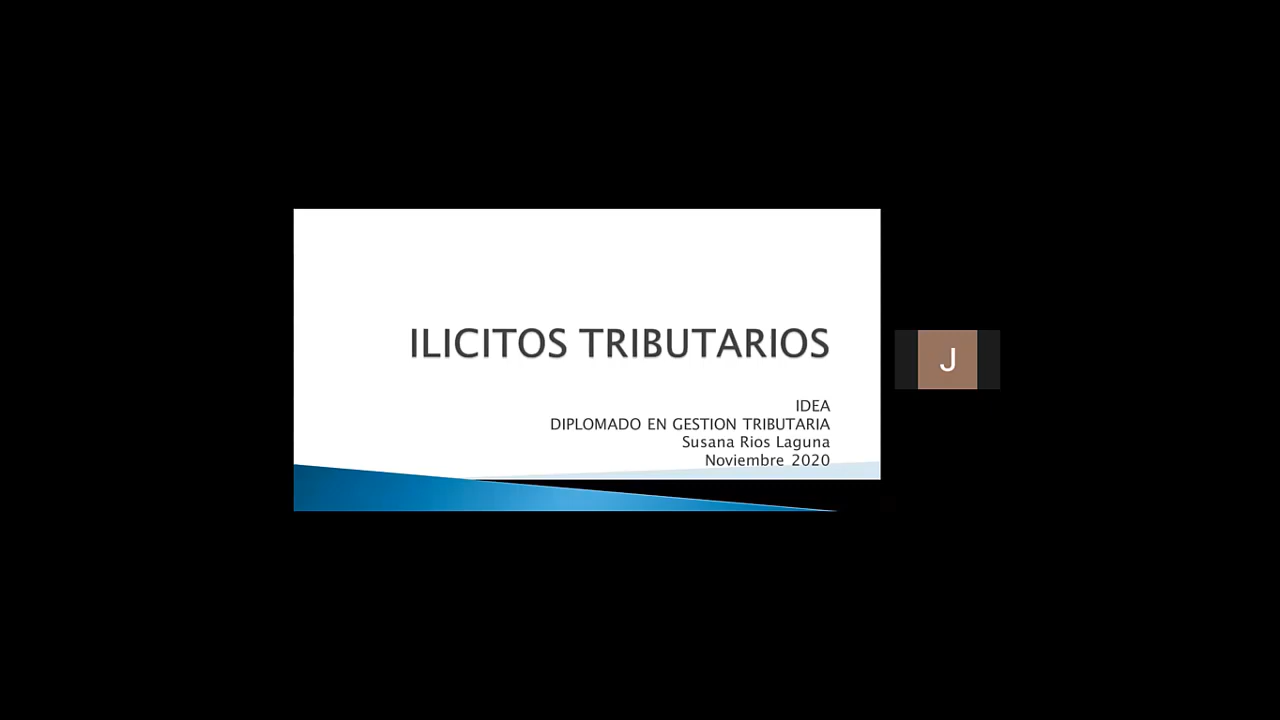 ILICITOS TRIBUTARIOS
IDEA
DIPLOMADO EN GESTION TRIBUTARIA
Susana Rios Laguna
Noviembre 2020
J